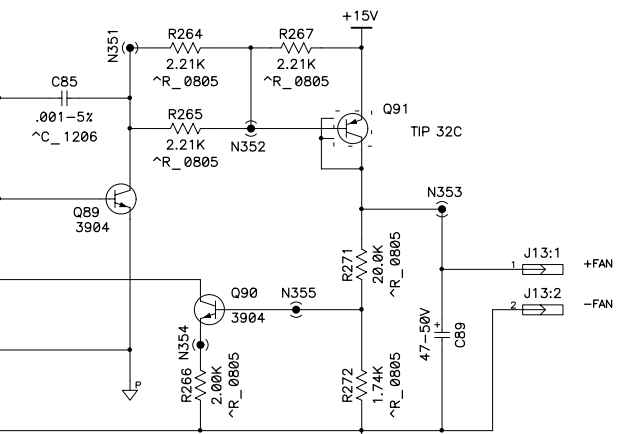 +15V
N351
R264
2.21K
^R_0805
R267
2.21K
^R_0805
C85
.001-5%
^C_1206
R265
2.21K
^R_0805
N352
Q91
TIP 32C
Q89
3904
N353
R271
20.0K
^R_0805
J13:1
1
+FAN
J13:2
2
-FAN
Q90
3904
N355
N354
R266
2.00K
^R_0805
R272
1.74K
^R_0805
47-50V
+
C89
P